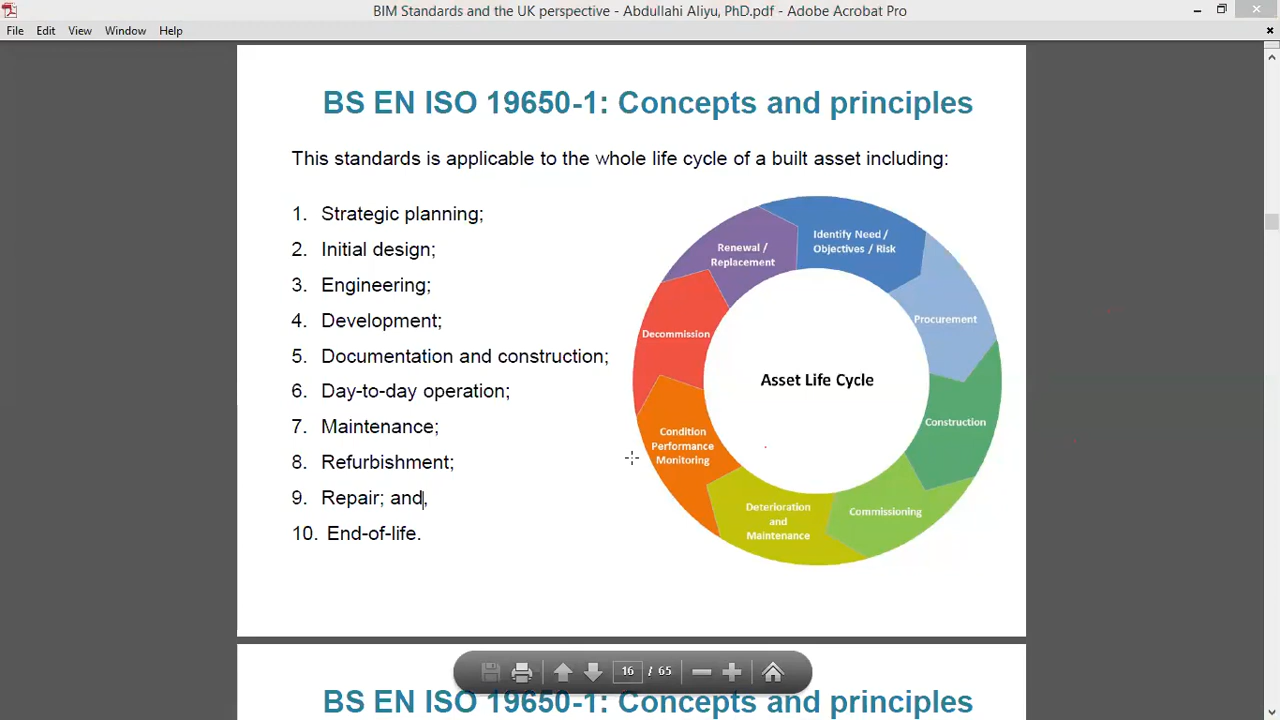 BIM Standards and the UK perspective - Abdullahi Aliyu, PhD.pdf - Adobe Acrobat Pro
File Edit View Window Help
BS EN ISO 19650-1: Concepts and principles
This standards is applicable to the whole life cycle of a built asset including:
1. Strategic planning;
2. Initial design;
3. Engineering;
4. Development;
5. Documentation and construction;
6. Day-to-day operation;
7. Maintenance;
8. Refurbishment;
9. Repair; and,
10. End-of-life.
Identify Need /
Objectives / Risk
Procurement
Construction
Commissioning
Deterioration
and
Maintenance
Condition
Performance
Monitoring
Decommission
Renewal /
Replacement
Asset Life Cycle
16 / 65
BS EN ISO 19650-1: Concepts and principles